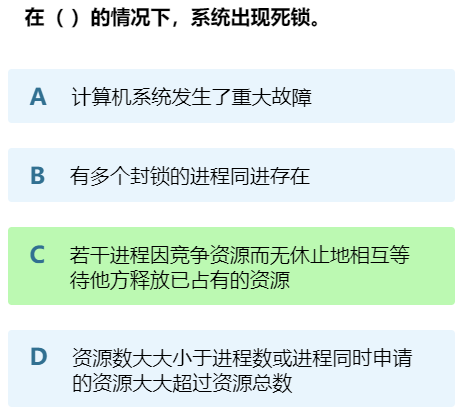 在（ ）的情况下，系统出现死锁。
A 计算机系统发生了重大故障
B 有多个封锁的进程同进存在
C 若干进程因竞争资源而无休止地相互等
待他方释放已占有的资源
D 资源数大大小于进程数或进程同时申请
的资源大大超过资源总数